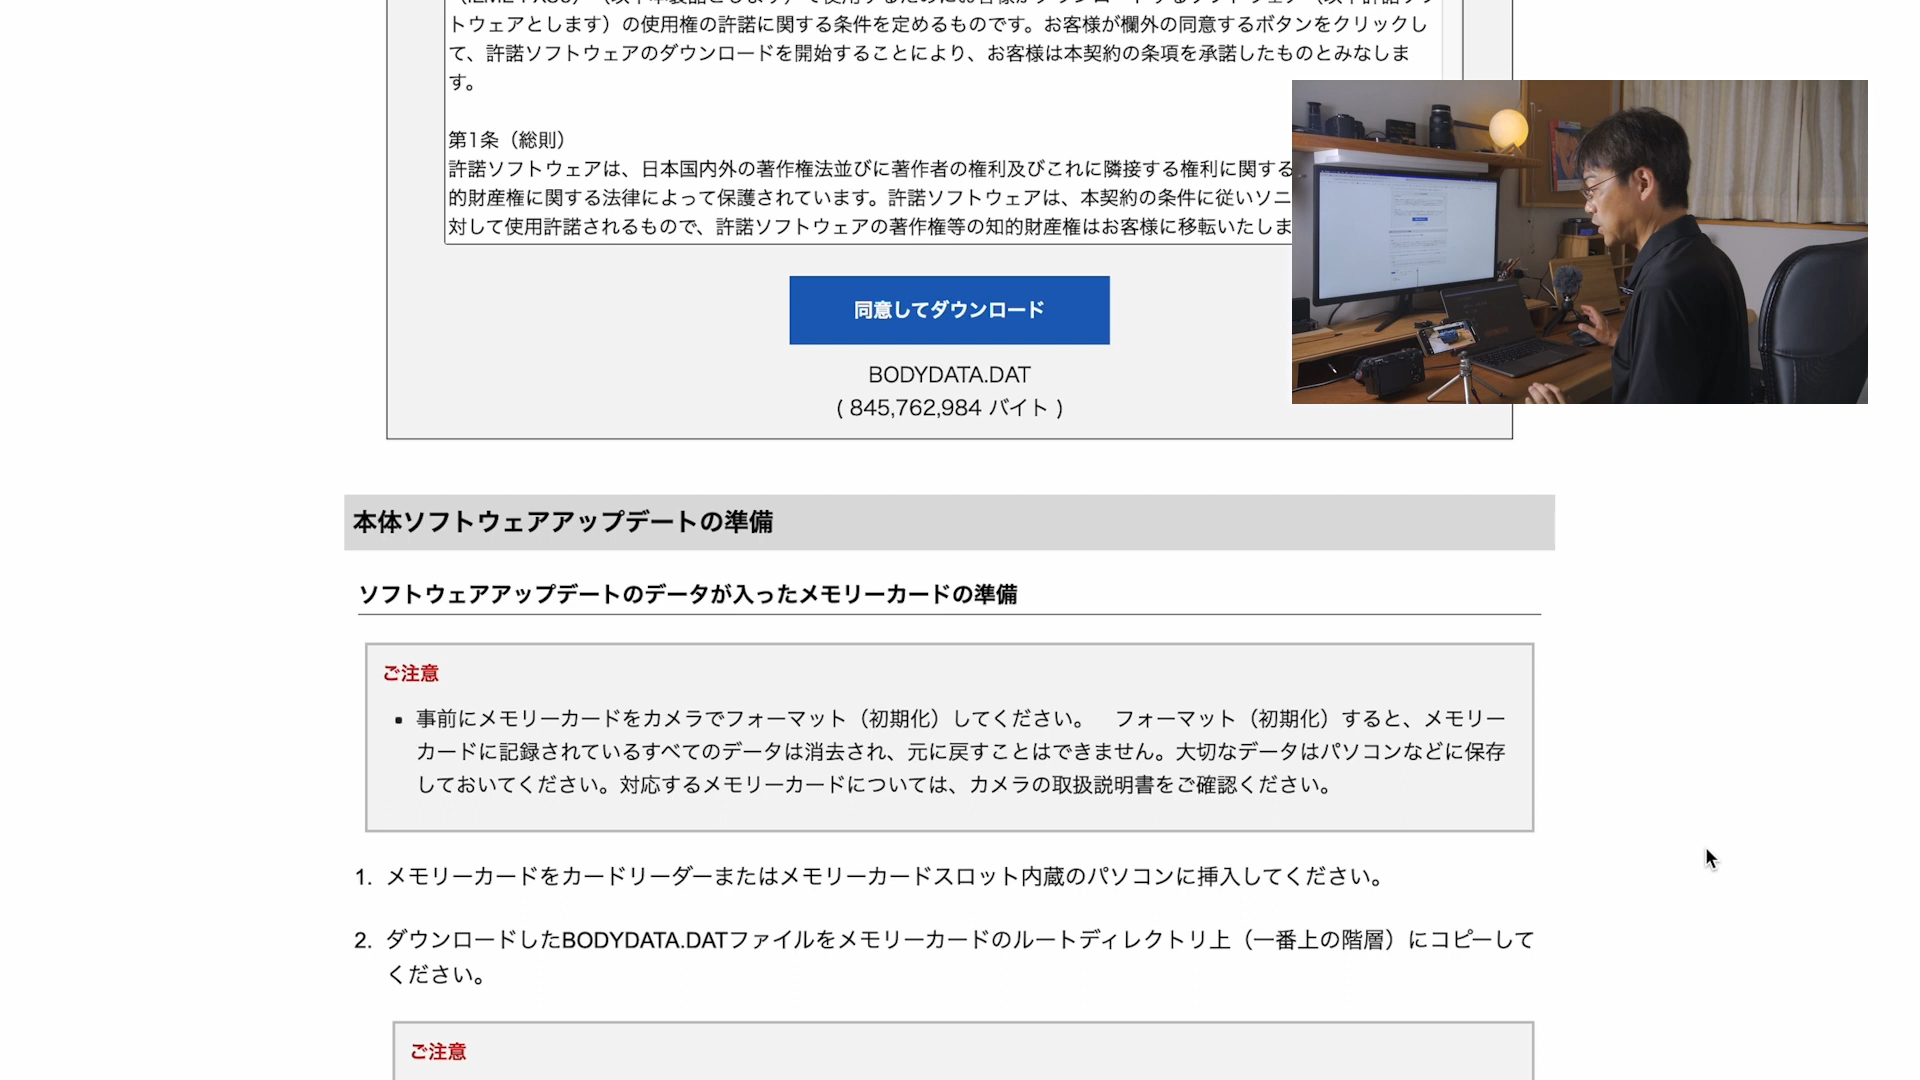 トウェアとします）の使用権の許諾に関する条件を定めるものです。お客様が欄外の同意するボタンをクリックし
て、許諾ソフトウェアのダウンロードを開始することにより、お客様は本契約の条項を承諾したものとみなしま
す。
第1条（総則）
許諾ソフトウェアは、日本国内外の著作権法並びに著作者の権利及びこれに隣接する権利に関する
的財産権に関する法律によって保護されています。許諾ソフトウェアは、本契約の条件に従いソニ
対して使用許諾されるもので、許諾ソフトウェアの著作権等の知的財産権はお客様に移転いたしま
同意してダウンロード
BODYDATA.DAT
( 845,762,984 バイト )
本体ソフトウェアアップデートの準備
ソフトウェアアップデートのデータが入ったメモリーカードの準備
ご注意
• 事前にメモリーカードをカメラでフォーマット（初期化）してください。　フォーマット（初期化）すると、メモリー
カードに記録されているすべてのデータは消去され、元に戻すことはできません。大切なデータはパソコンなどに保存
しておいてください。対応するメモリーカードについては、カメラの取扱説明書をご確認ください。
1. メモリーカードをカードリーダーまたはメモリーカードスロット内蔵のパソコンに挿入してください。
2. ダウンロードしたBODYDATA.DATファイルをメモリーカードのルートディレクトリ上（一番上の階層）にコピーして
ください。
ご注意